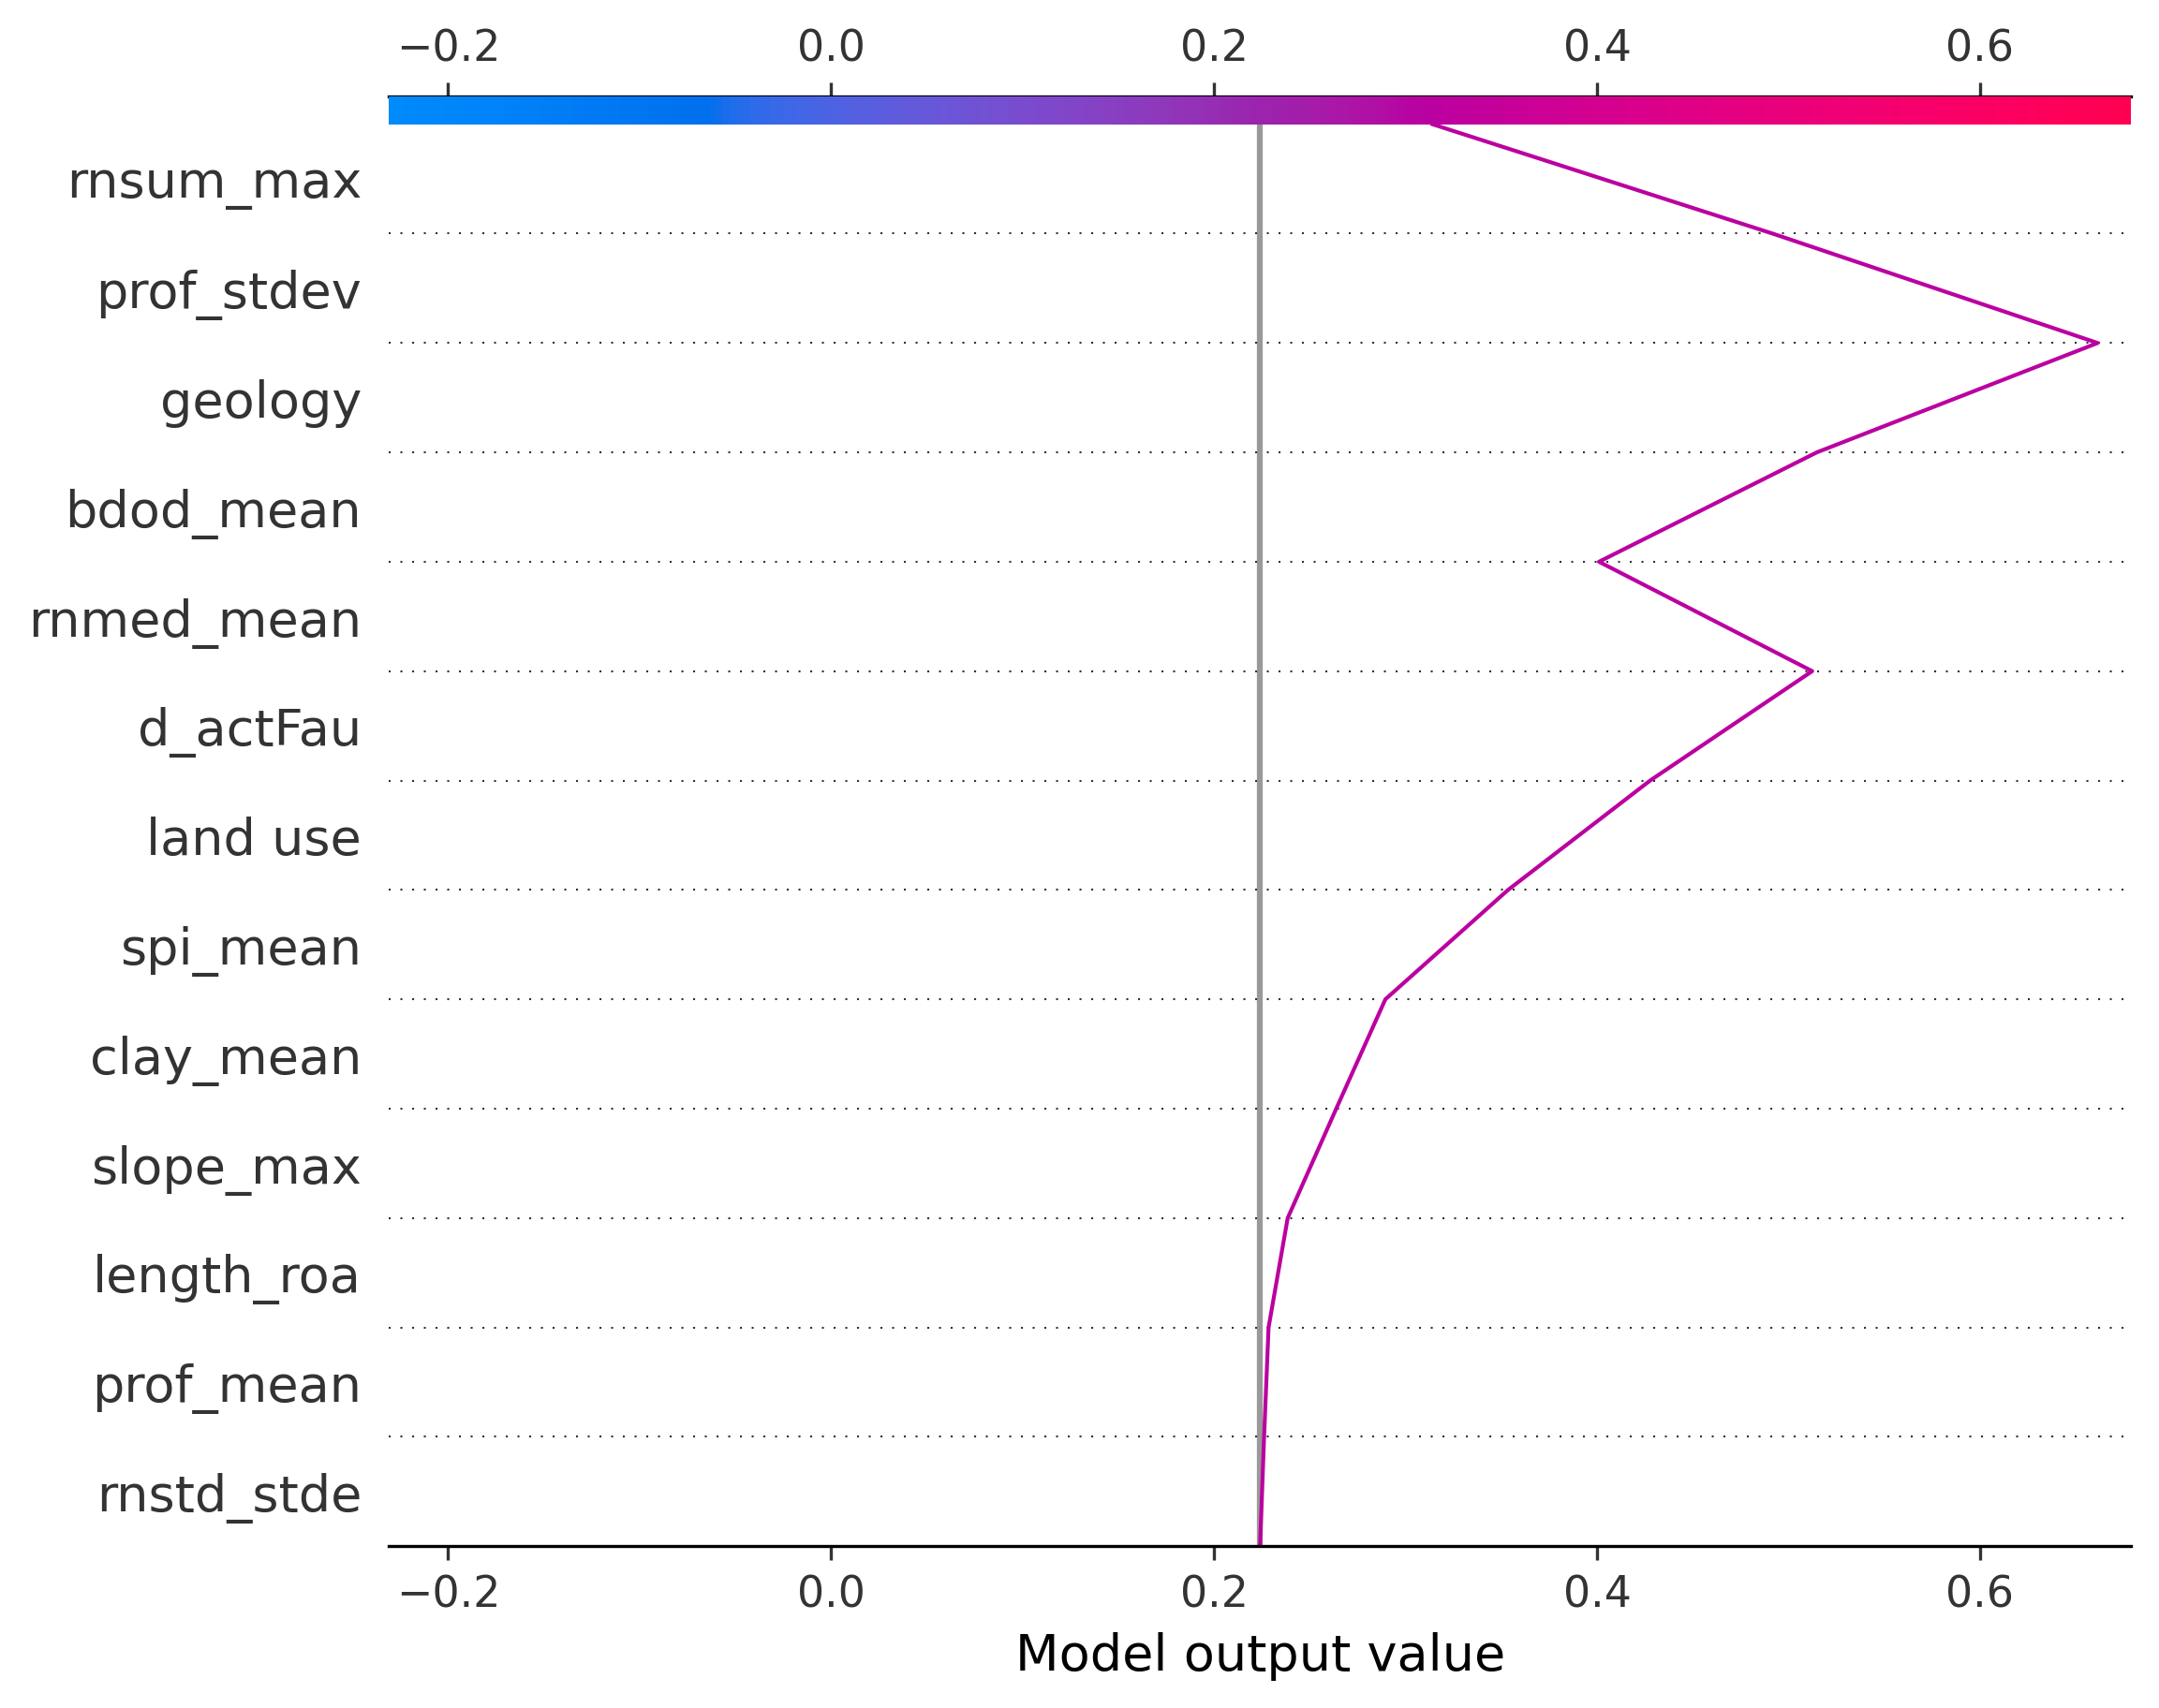 −0.2 0.0 0.2 0.4 0.6
rnsum_max
prof_stdev
geology
bdod_mean
rnmed_mean
d_actFau
land use
spi_mean
clay_mean
slope_max
length_roa
prof_mean
rnstd_stde
−0.2 0.0 0.2 0.4 0.6
Model output value